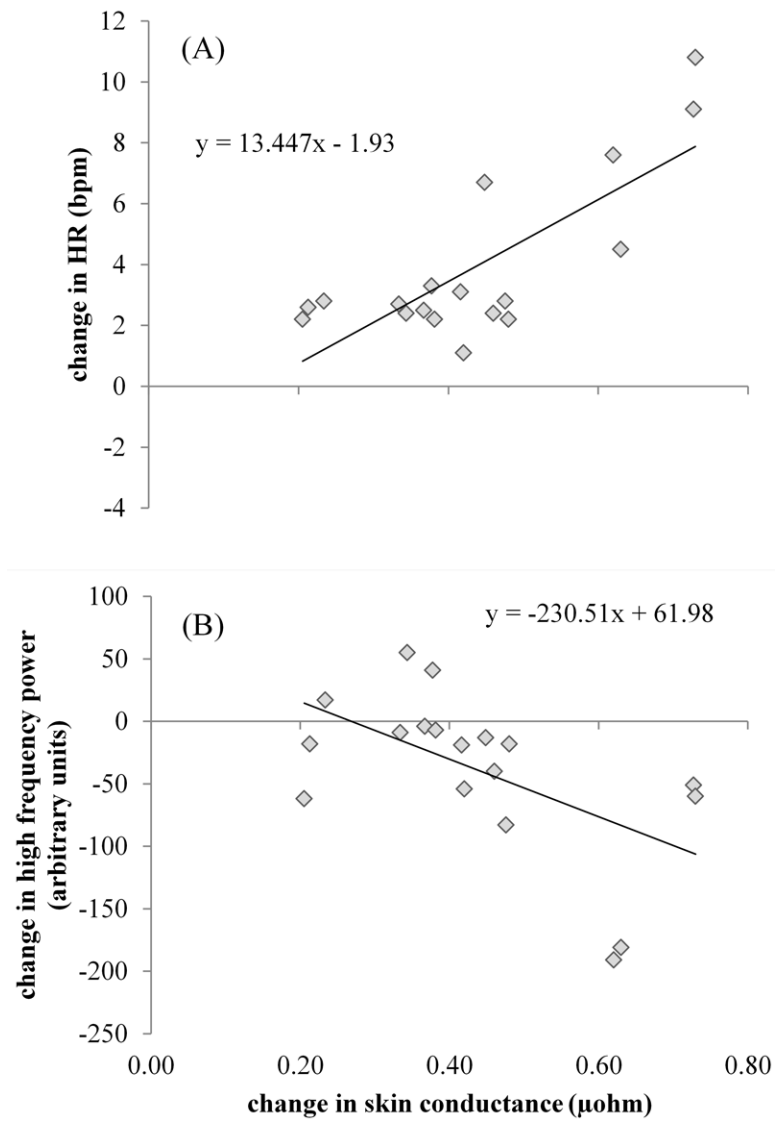 (A)
y = 13.447x - 1.93
change in HR (bpm)
12
10
8
6
4
2
0
-2
-4
(B)
y = -230.51x + 61.98
change in high frequency power
(arbitrary units)
100
50
0
-50
-100
-150
-200
-250
0.00 0.20 0.40 0.60 0.80
change in skin conductance (µohm)